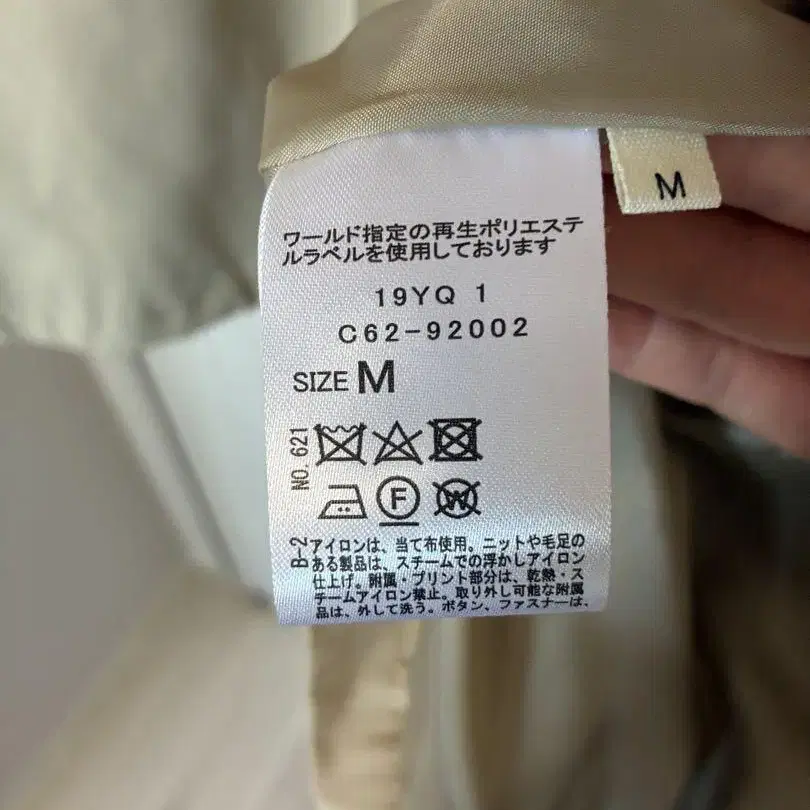 M
ワールド指定の再生ポリエステ
ルラベルを使用しております
19YQ 1
C62-92002
SIZE M
NO. 621
F
W
B-2
アイロンは、当て布使用。ニットや毛足の
ある製品は、スチームでの浮かしアイロン
仕上げ。附属・プリント部分は、乾熱・ス
チームアイロン禁止。取り外し可能な附属
品は、外して洗う。ボタン、ファスナーは、